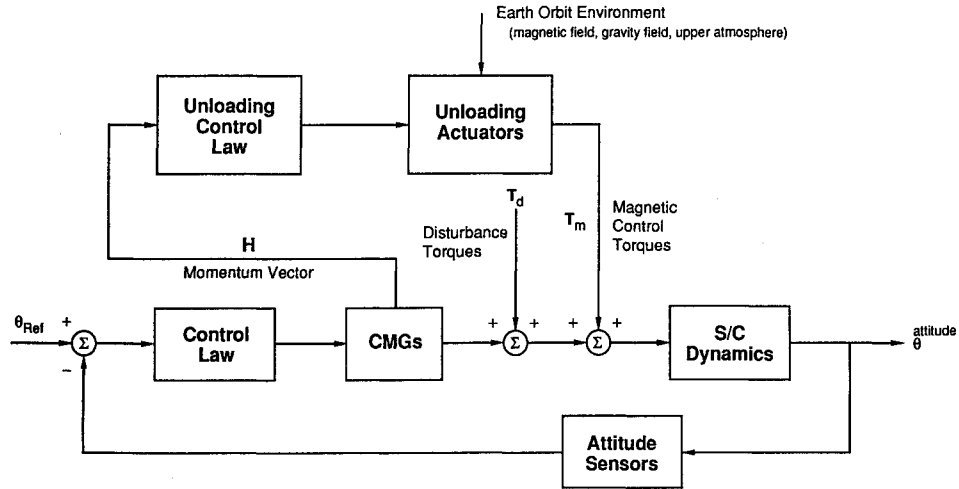 Earth Orbit Environment
(magnetic field, gravity field, upper atmosphere)
Unloading
Control
Law
Unloading
Actuators
T_d
Disturbance
Torques
T_m
Magnetic
Control
Torques
H
Momentum Vector
θ_Ref
+
−
Σ
Control
Law
CMGs
+
Σ
+
+
Σ
+
S/C
Dynamics
attitude
θ
Attitude
Sensors